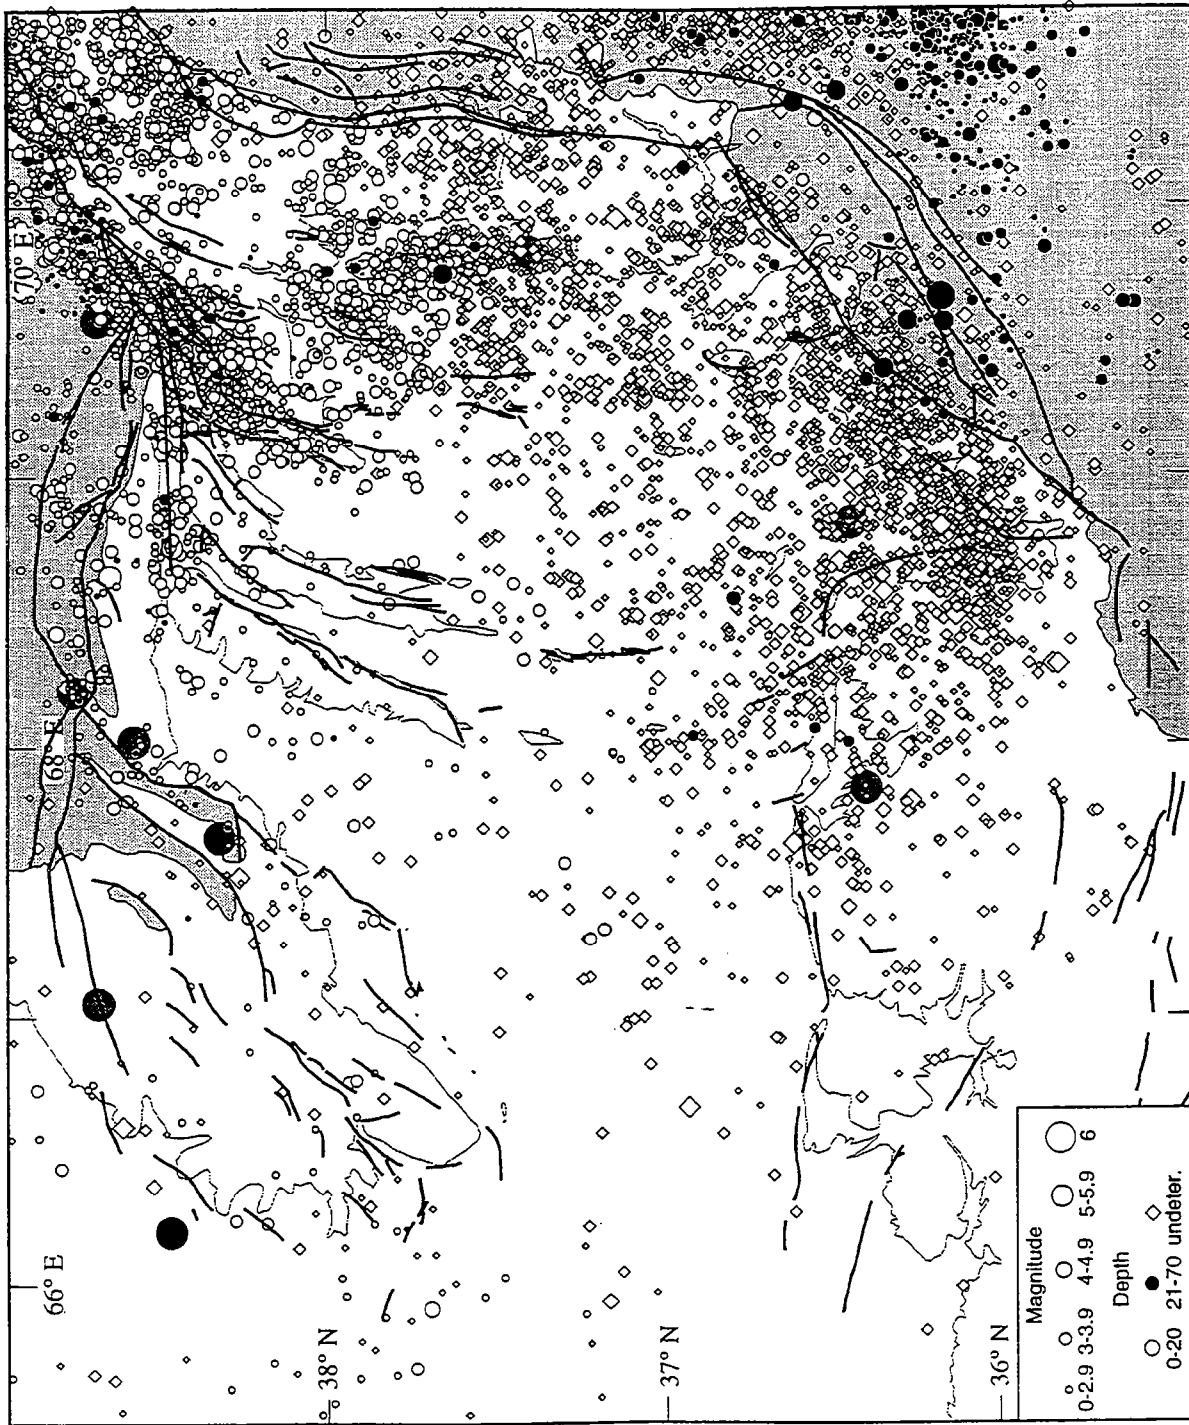 70° E
68° E
66° E
38° N
37° N
36° N
Magnitude
0-2.9 3-3.9 4-4.9 5-5.9 6
Depth
0-20 21-70 undeter.